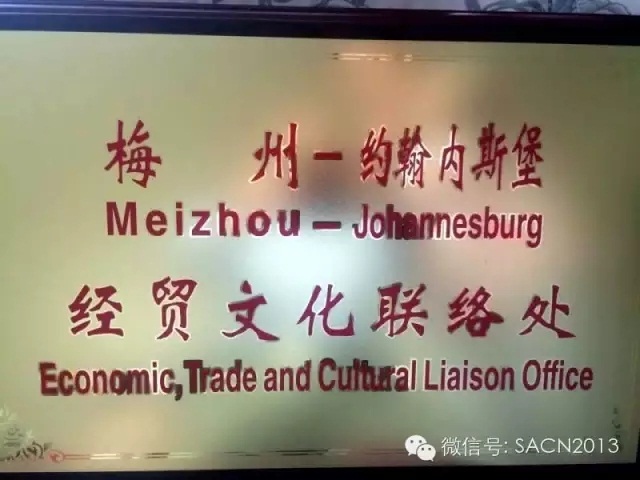 梅州-约翰内斯堡
Meizhou-Johannesburg
经贸文化联络处
Economic,Trade and Cultural Liaison Office
微信号: SACN2013